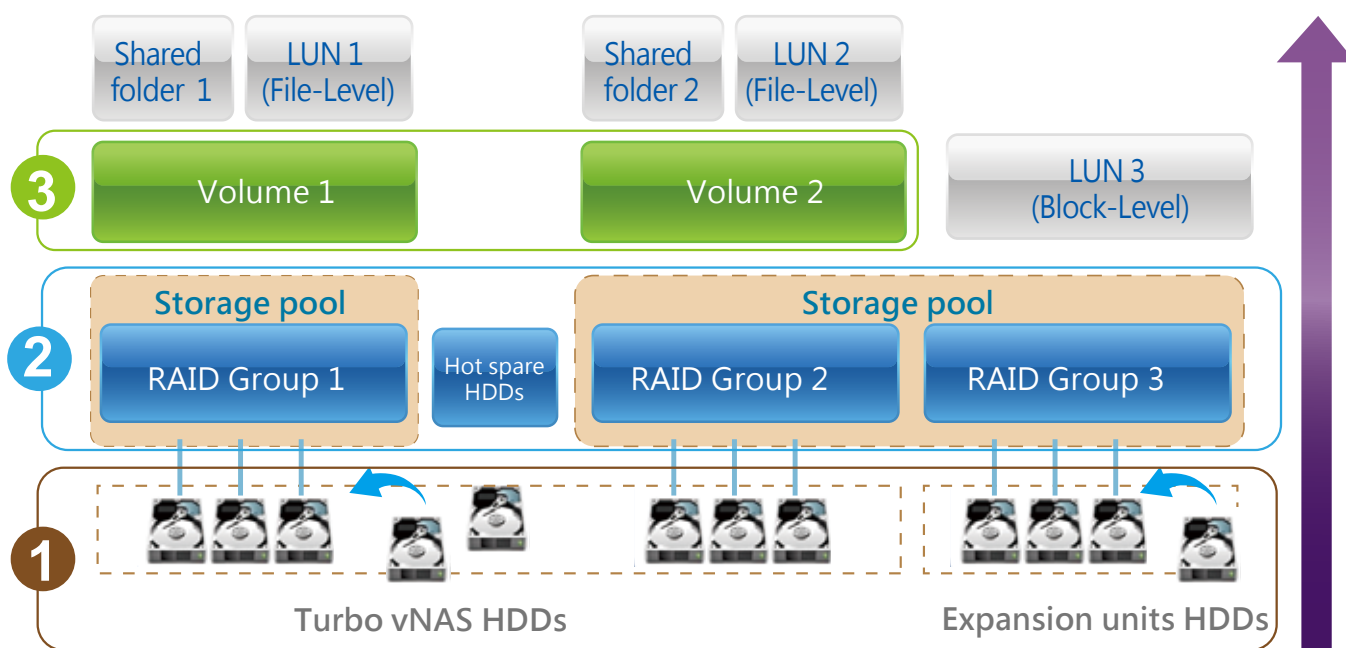 Shared
folder 1
LUN 1
(File-Level)
Shared
folder 2
LUN 2
(File-Level)
3
Volume 1
Volume 2
LUN 3
(Block-Level)
2
Storage pool
RAID Group 1
Hot spare
HDDs
Storage pool
RAID Group 2
RAID Group 3
1
Turbo vNAS HDDs
Expansion units HDDs